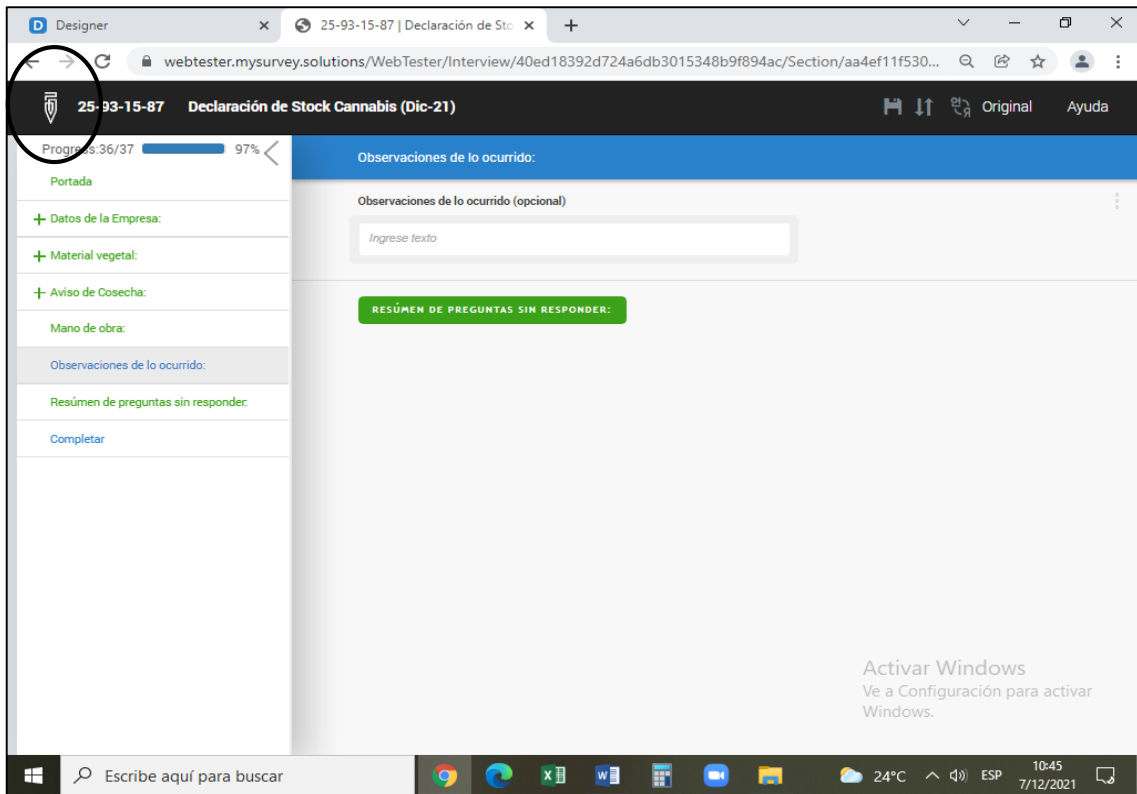 Designer
25-93-15-87 | Declaración de Sto
webtester.mysurvey.solutions/WebTester/Interview/40ed18392d724a6db3015348b9f894ac/Section/aa4ef11f530...
25-93-15-87 Declaración de Stock Cannabis (Dic-21)
Original Ayuda
Progress:36/37 97%
Portada
+ Datos de la Empresa:
+ Material vegetal:
+ Aviso de Cosecha:
Mano de obra:
Observaciones de lo ocurrido:
Resúmen de preguntas sin responder:
Completar
Observaciones de lo ocurrido:
Observaciones de lo ocurrido (opcional)
Ingrese texto
RESÚMEN DE PREGUNTAS SIN RESPONDER:
Activar Windows
Ve a Configuración para activar
Windows.
Escribe aquí para buscar
24°C ESP
10:45
7/12/2021